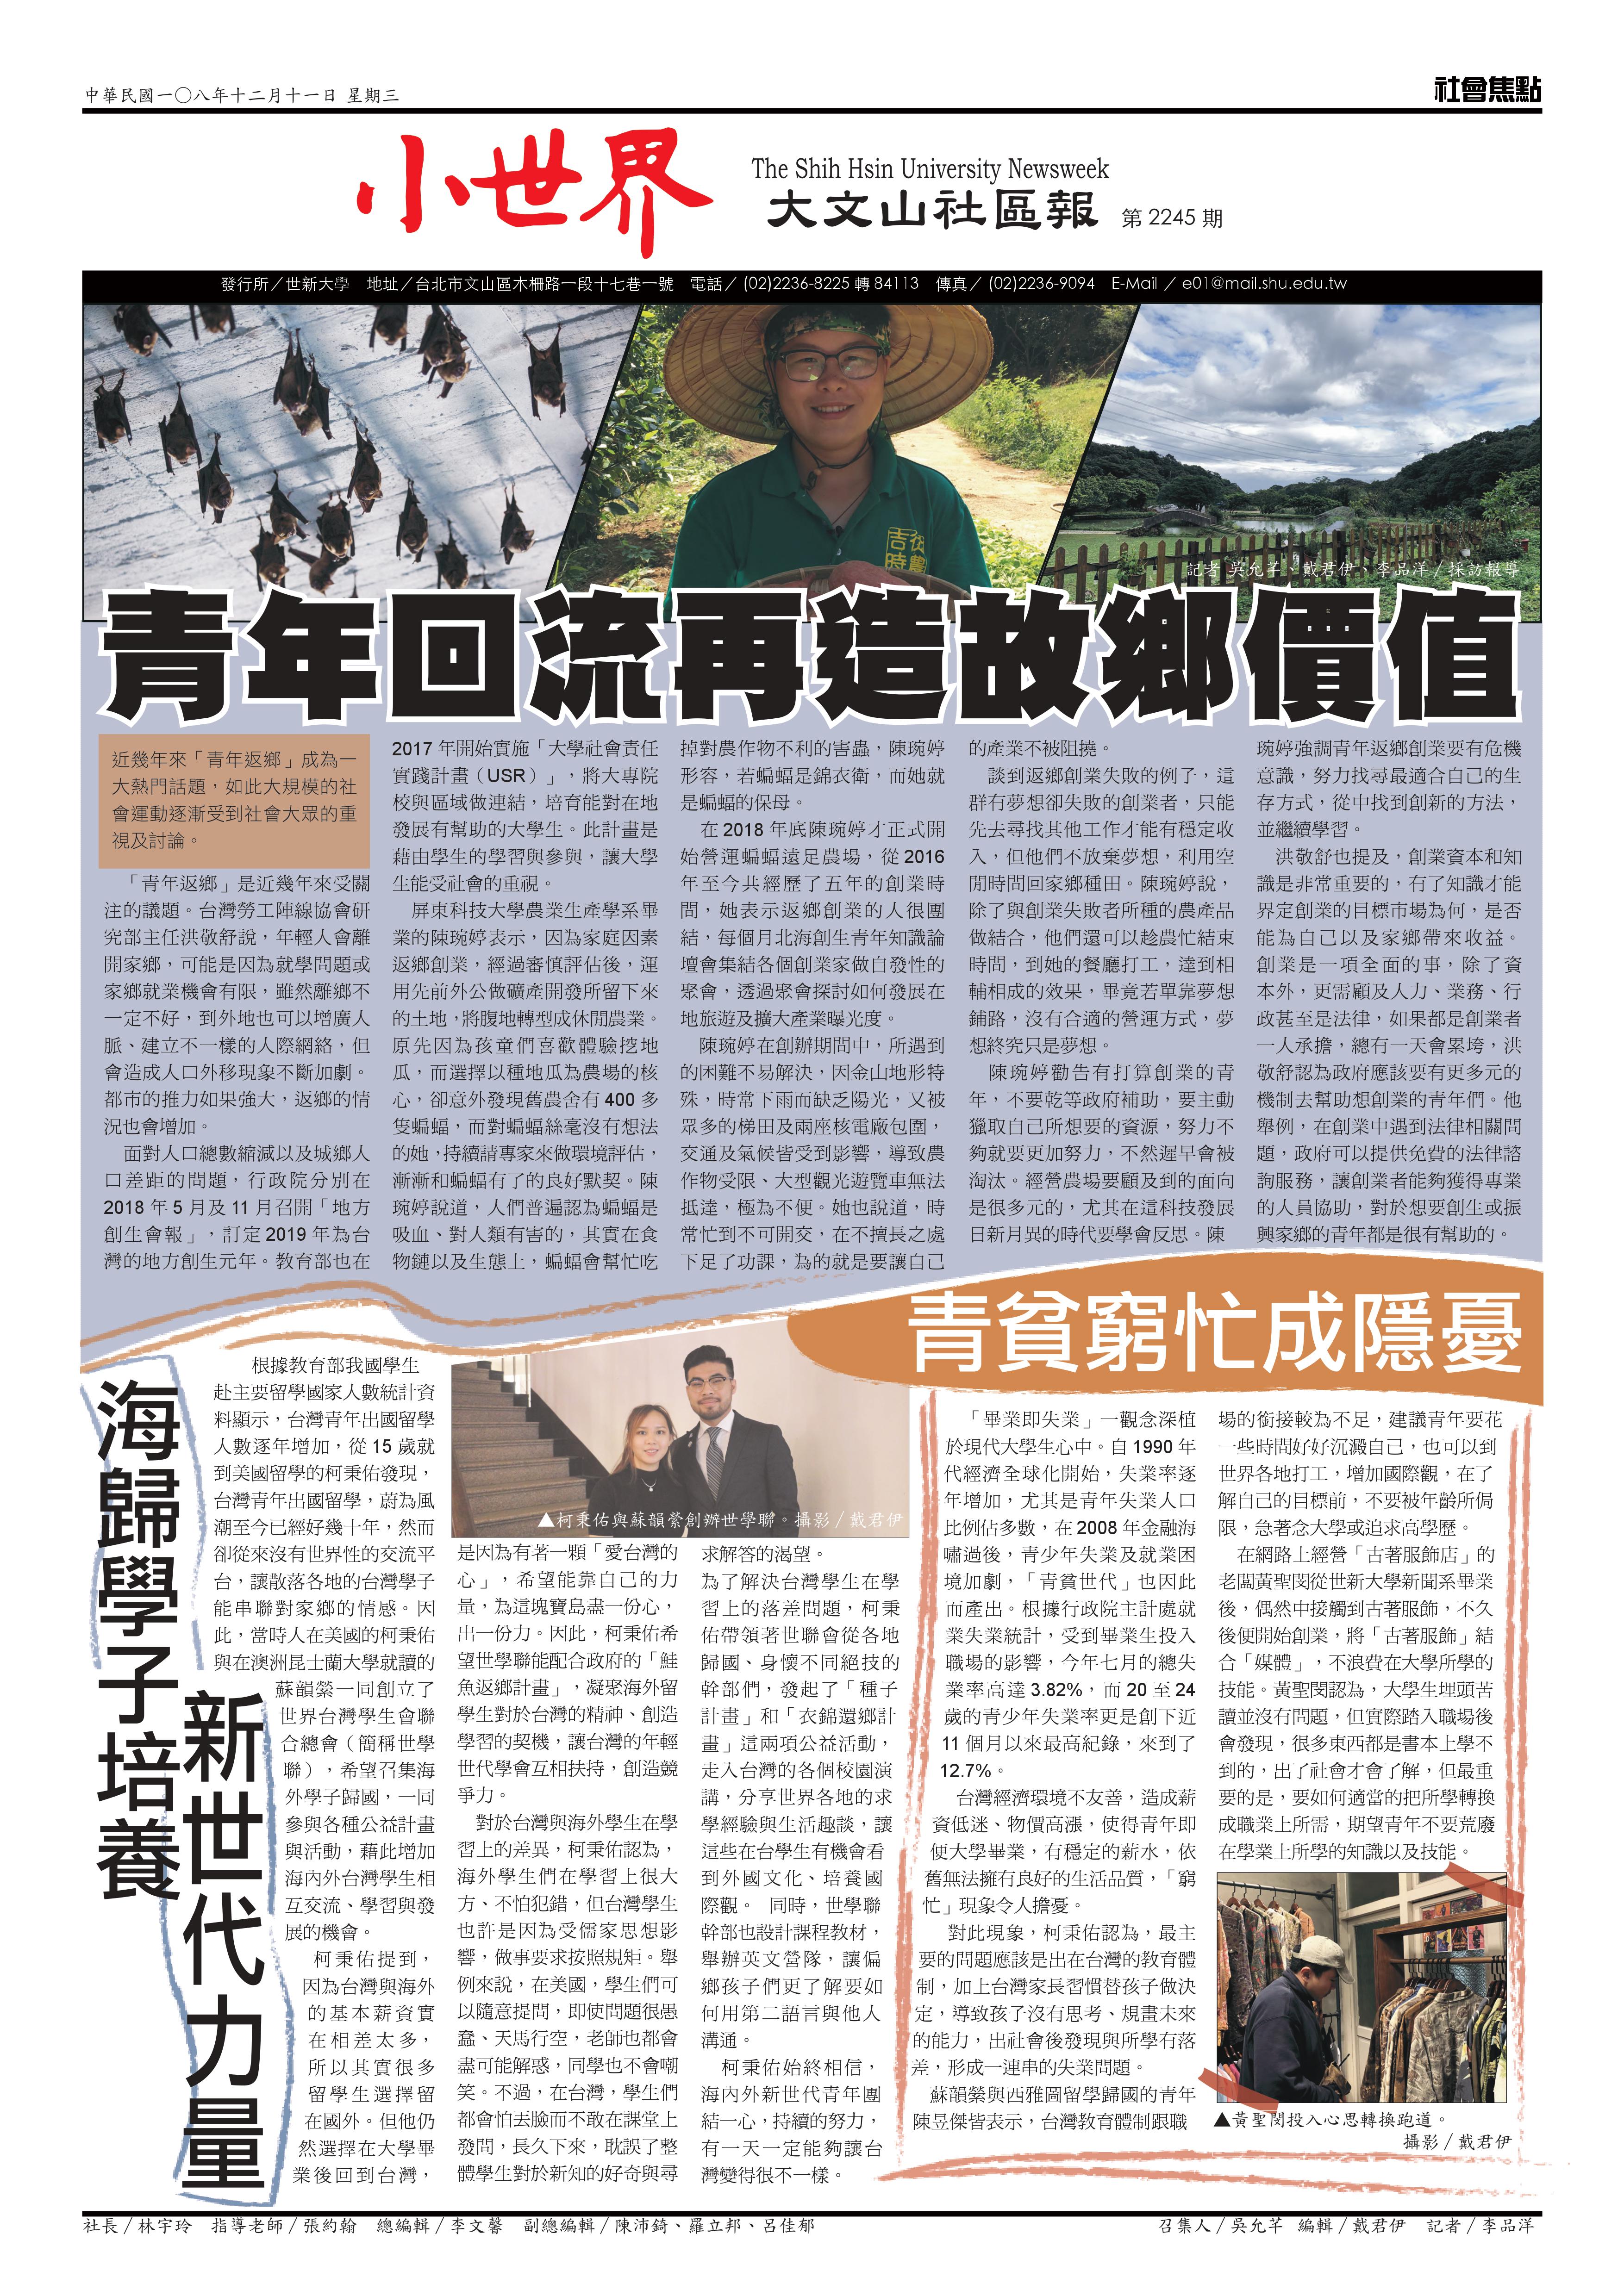 中華民國一〇八年十二月十一日 星期三
社會焦點
小世界
The Shih Hsin University Newsweek
大文山社區報 第 2245 期
發行所／世新大學 地址／台北市文山區木柵路一段十七巷一號 電話／ (02)2236-8225 轉 84113 傳真／ (02)2236-9094 E-Mail ／ e01@mail.shu.edu.tw
吉時
記者 吳允芊、戴君伊、李品洋／採訪報導
青年回流再造故鄉價值
近幾年來「青年返鄉」成為一
大熱門話題，如此大規模的社
會運動逐漸受到社會大眾的重
視及討論。
「青年返鄉」是近幾年來受關
注的議題。台灣勞工陣線協會研
究部主任洪敬舒說，年輕人會離
開家鄉，可能是因為就學問題或
家鄉就業機會有限，雖然離鄉不
一定不好，到外地也可以增廣人
脈、建立不一樣的人際網絡，但
會造成人口外移現象不斷加劇。
都市的推力如果強大，返鄉的情
況也會增加。
面對人口總數縮減以及城鄉人
口差距的問題，行政院分別在
2018 年 5 月及 11 月召開「地方
創生會報」，訂定 2019 年為台
灣的地方創生元年。教育部也在
2017 年開始實施「大學社會責任
實踐計畫（USR）」，將大專院
校與區域做連結，培育能對在地
發展有幫助的大學生。此計畫是
藉由學生的學習與參與，讓大學
生能受社會的重視。
屏東科技大學農業生產學系畢
業的陳琬婷表示，因為家庭因素
返鄉創業，經過審慎評估後，運
用先前外公做礦產開發所留下來
的土地，將腹地轉型成休閒農業。
原先因為孩童們喜歡體驗挖地
瓜，而選擇以種地瓜為農場的核
心，卻意外發現舊農舍有 400 多
隻蝙蝠，而對蝙蝠絲毫沒有想法
的她，持續請專家來做環境評估，
漸漸和蝙蝠有了的良好默契。陳
琬婷說道，人們普遍認為蝙蝠是
吸血、對人類有害的，其實在食
物鏈以及生態上，蝙蝠會幫忙吃
掉對農作物不利的害蟲，陳琬婷
形容，若蝙蝠是錦衣衛，而她就
是蝙蝠的保母。
在 2018 年底陳琬婷才正式開
始營運蝙蝠遠足農場，從 2016
年至今共經歷了五年的創業時
間，她表示返鄉創業的人很團
結，每個月北海創生青年知識論
壇會集結各個創業家做自發性的
聚會，透過聚會探討如何發展在
地旅遊及擴大產業曝光度。
陳琬婷在創辦期間中，所遇到
的困難不易解決，因金山地形特
殊，時常下雨而缺乏陽光，又被
眾多的梯田及兩座核電廠包圍，
交通及氣候皆受到影響，導致農
作物受限、大型觀光遊覽車無法
抵達，極為不便。她也說道，時
常忙到不可開交，在不擅長之處
下足了功課，為的就是要讓自己
的產業不被阻撓。
談到返鄉創業失敗的例子，這
群有夢想卻失敗的創業者，只能
先去尋找其他工作才能有穩定收
入，但他們不放棄夢想，利用空
閒時間回家鄉種田。陳琬婷說，
除了與創業失敗者所種的農產品
做結合，他們還可以趁農忙結束
時間，到她的餐廳打工，達到相
輔相成的效果，畢竟若單靠夢想
鋪路，沒有合適的營運方式，夢
想終究只是夢想。
陳琬婷勸告有打算創業的青
年，不要乾等政府補助，要主動
獵取自己所想要的資源，努力不
夠就要更加努力，不然遲早會被
淘汰。經營農場要顧及到的面向
是很多元的，尤其在這科技發展
日新月異的時代要學會反思。陳
琬婷強調青年返鄉創業要有危機
意識，努力找尋最適合自己的生
存方式，從中找到創新的方法，
並繼續學習。
洪敬舒也提及，創業資本和知
識是非常重要的，有了知識才能
界定創業的目標市場為何，是否
能為自己以及家鄉帶來收益。
創業是一項全面的事，除了資
本外，更需顧及人力、業務、行
政甚至是法律，如果都是創業者
一人承擔，總有一天會累垮，洪
敬舒認為政府應該要有更多元的
機制去幫助想創業的青年們。他
舉例，在創業中遇到法律相關問
題，政府可以提供免費的法律諮
詢服務，讓創業者能夠獲得專業
的人員協助，對於想要創生或振
興家鄉的青年都是很有幫助的。
海歸學子培養
新世代力量
根據教育部我國學生
赴主要留學國家人數統計資
料顯示，台灣青年出國留學
人數逐年增加，從 15 歲就
到美國留學的柯秉佑發現，
台灣青年出國留學，蔚為風
潮至今已經好幾十年，然而
卻從來沒有世界性的交流平
台，讓散落各地的台灣學子
能串聯對家鄉的情感。因
此，當時人在美國的柯秉佑
與在澳洲昆士蘭大學就讀的
蘇韻縈一同創立了
世界台灣學生會聯
合總會（簡稱世學
聯），希望召集海
外學子歸國，一同
參與各種公益計畫
與活動，藉此增加
海內外台灣學生相
互交流、學習與發
展的機會。
柯秉佑提到，
因為台灣與海外
的基本薪資實
在相差太多，
所以其實很多
留學生選擇留
在國外。但他仍
然選擇在大學畢
業後回到台灣，
▲柯秉佑與蘇韻縈創辦世學聯。攝影／戴君伊
是因為有著一顆「愛台灣的
心」，希望能靠自己的力
量，為這塊寶島盡一份心，
出一份力。因此，柯秉佑希
望世學聯能配合政府的「鮭
魚返鄉計畫」，凝聚海外留
學生對於台灣的精神、創造
學習的契機，讓台灣的年輕
世代學會互相扶持，創造競
爭力。
對於台灣與海外學生在學
習上的差異，柯秉佑認為，
海外學生們在學習上很大
方、不怕犯錯，但台灣學生
也許是因為受儒家思想影
響，做事要求按照規矩。舉
例來說，在美國，學生們可
以隨意提問，即使問題很愚
蠢、天馬行空，老師也都會
盡可能解惑，同學也不會嘲
笑。不過，在台灣，學生們
都會怕丟臉而不敢在課堂上
發問，長久下來，耽誤了整
體學生對於新知的好奇與尋
求解答的渴望。
為了解決台灣學生在學
習上的落差問題，柯秉
佑帶領著世聯會從各地
歸國、身懷不同絕技的
幹部們，發起了「種子
計畫」和「衣錦還鄉計
畫」這兩項公益活動，
走入台灣的各個校園演
講，分享世界各地的求
學經驗與生活趣談，讓
這些在台學生有機會看
到外國文化、培養國
際觀。 同時，世學聯
幹部也設計課程教材，
舉辦英文營隊，讓偏
鄉孩子們更了解要如
何用第二語言與他人
溝通。
柯秉佑始終相信，
海內外新世代青年團
結一心，持續的努力，
有一天一定能夠讓台
灣變得很不一樣。
青貧窮忙成隱憂
「畢業即失業」一觀念深植
於現代大學生心中。自 1990 年
代經濟全球化開始，失業率逐
年增加，尤其是青年失業人口
比例佔多數，在 2008 年金融海
嘯過後，青少年失業及就業困
境加劇，「青貧世代」也因此
而產出。根據行政院主計處就
業失業統計，受到畢業生投入
職場的影響，今年七月的總失
業率高達 3.82%，而 20 至 24
歲的青少年失業率更是創下近
11 個月以來最高紀錄，來到了
12.7%。
台灣經濟環境不友善，造成薪
資低迷、物價高漲，使得青年即
便大學畢業，有穩定的薪水，依
舊無法擁有良好的生活品質，「窮
忙」現象令人擔憂。
對此現象，柯秉佑認為，最主
要的問題應該是出在台灣的教育體
制，加上台灣家長習慣替孩子做決
定，導致孩子沒有思考、規畫未來
的能力，出社會後發現與所學有落
差，形成一連串的失業問題。
蘇韻縈與西雅圖留學歸國的青年
陳昱傑皆表示，台灣教育體制跟職
場的銜接較為不足，建議青年要花
一些時間好好沉澱自己，也可以到
世界各地打工，增加國際觀，在了
解自己的目標前，不要被年齡所侷
限，急著念大學或追求高學歷。
在網路上經營「古著服飾店」的
老闆黃聖閔從世新大學新聞系畢業
後，偶然中接觸到古著服飾，不久
後便開始創業，將「古著服飾」結
合「媒體」，不浪費在大學所學的
技能。黃聖閔認為，大學生埋頭苦
讀並沒有問題，但實際踏入職場後
會發現，很多東西都是書本上學不
到的，出了社會才會了解，但最重
要的是，要如何適當的把所學轉換
成職業上所需，期望青年不要荒廢
在學業上所學的知識以及技能。
▲黃聖閔投入心思轉換跑道。
攝影／戴君伊
社長／林宇玲 指導老師／張約翰 總編輯／李文馨 副總編輯／陳沛錡、羅立邦、呂佳郁
召集人／吳允芊 編輯／戴君伊 記者／李品洋